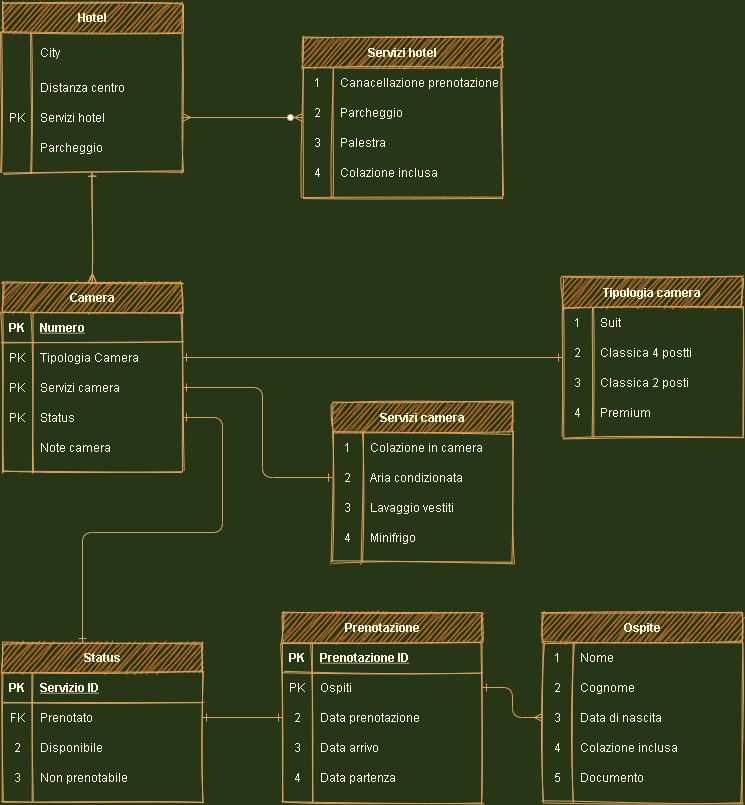 Hotel
City
Distanza centro
PK Servizi hotel
Parcheggio
Servizi hotel
1 Canacellazione prenotazione
2 Parcheggio
3 Palestra
4 Colazione inclusa
Camera
PK Numero
PK Tipologia Camera
PK Servizi camera
PK Status
Note camera
Tipologia camera
1 Suit
2 Classica 4 postti
3 Classica 2 posti
4 Premium
Servizi camera
1 Colazione in camera
2 Aria condizionata
3 Lavaggio vestiti
4 Minifrigo
Status
PK Servizio ID
FK Prenotato
2 Disponibile
3 Non prenotabile
Prenotazione
PK Prenotazione ID
PK Ospiti
2 Data prenotazione
3 Data arrivo
4 Data partenza
Ospite
1 Nome
2 Cognome
3 Data di nascita
4 Colazione inclusa
5 Documento